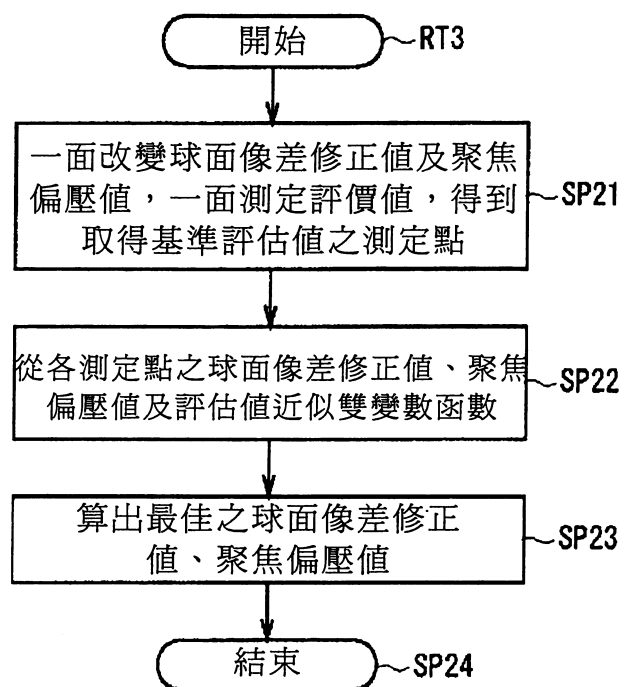 開始
RT3
一面改變球面像差修正值及聚焦
偏壓值，一面測定評價值，得到
取得基準評估值之測定點
SP21
從各測定點之球面像差修正值、聚焦
偏壓值及評估值近似雙變數函數
SP22
算出最佳之球面像差修正
值、聚焦偏壓值
SP23
結束
SP24